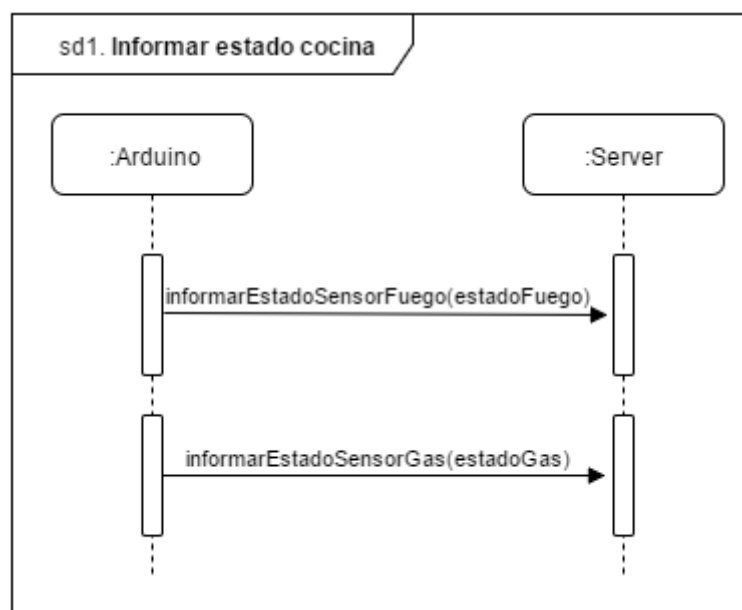 sd1. Informar estado cocina
:Arduino
:Server
informarEstadoSensorFuego(estadoFuego)
informarEstadoSensorGas(estadoGas)